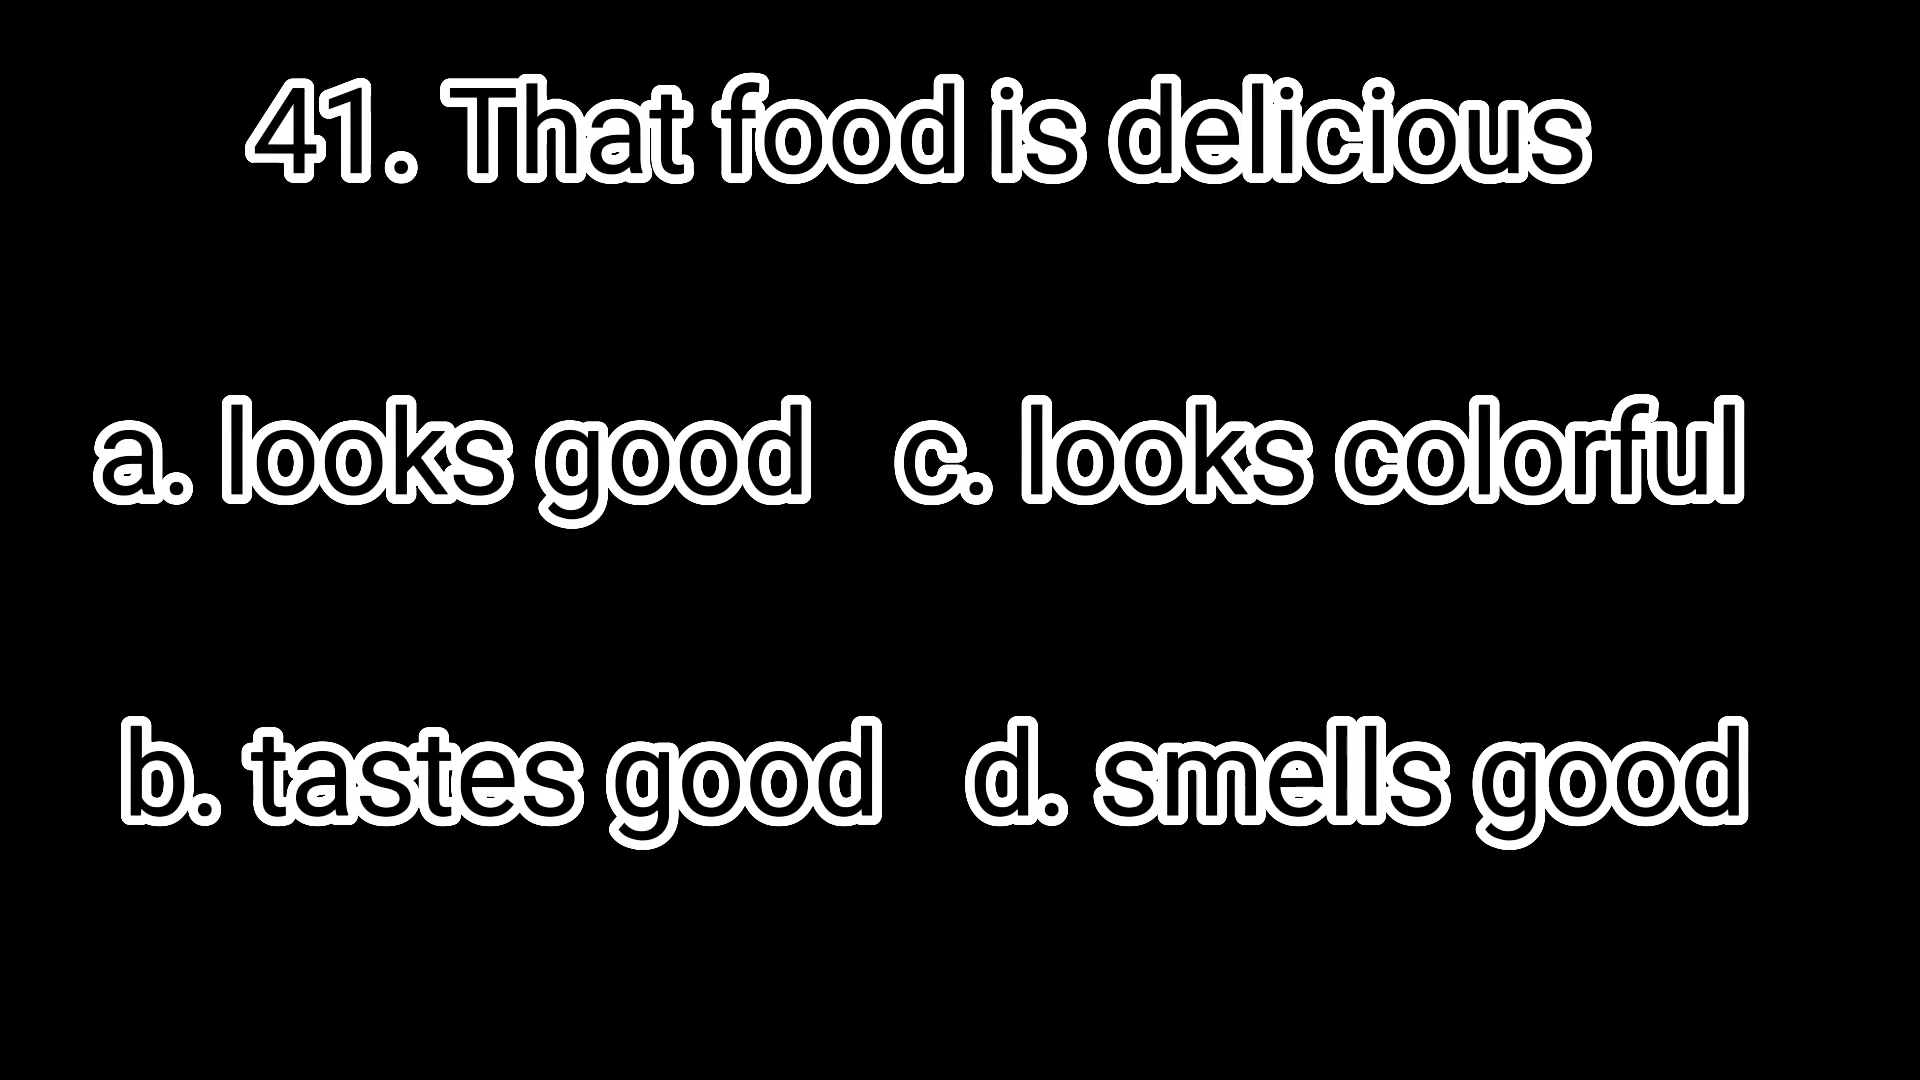 41. That food is delicious
a. looks good   c. looks colorful
b. tastes good   d. smells good